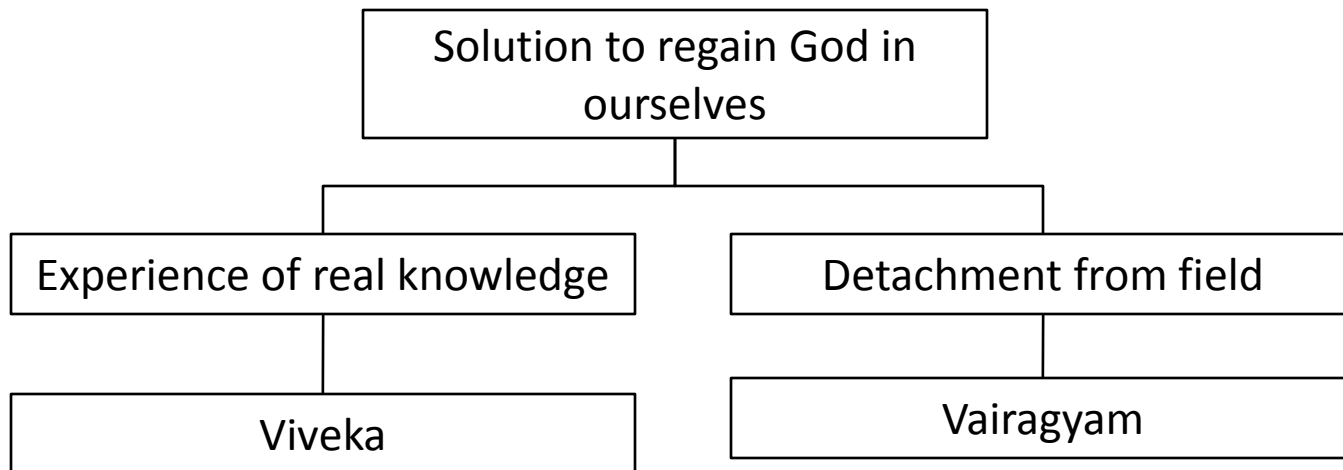 Solution to regain God in
ourselves
Experience of real knowledge
Detachment from field
Viveka
Vairagyam